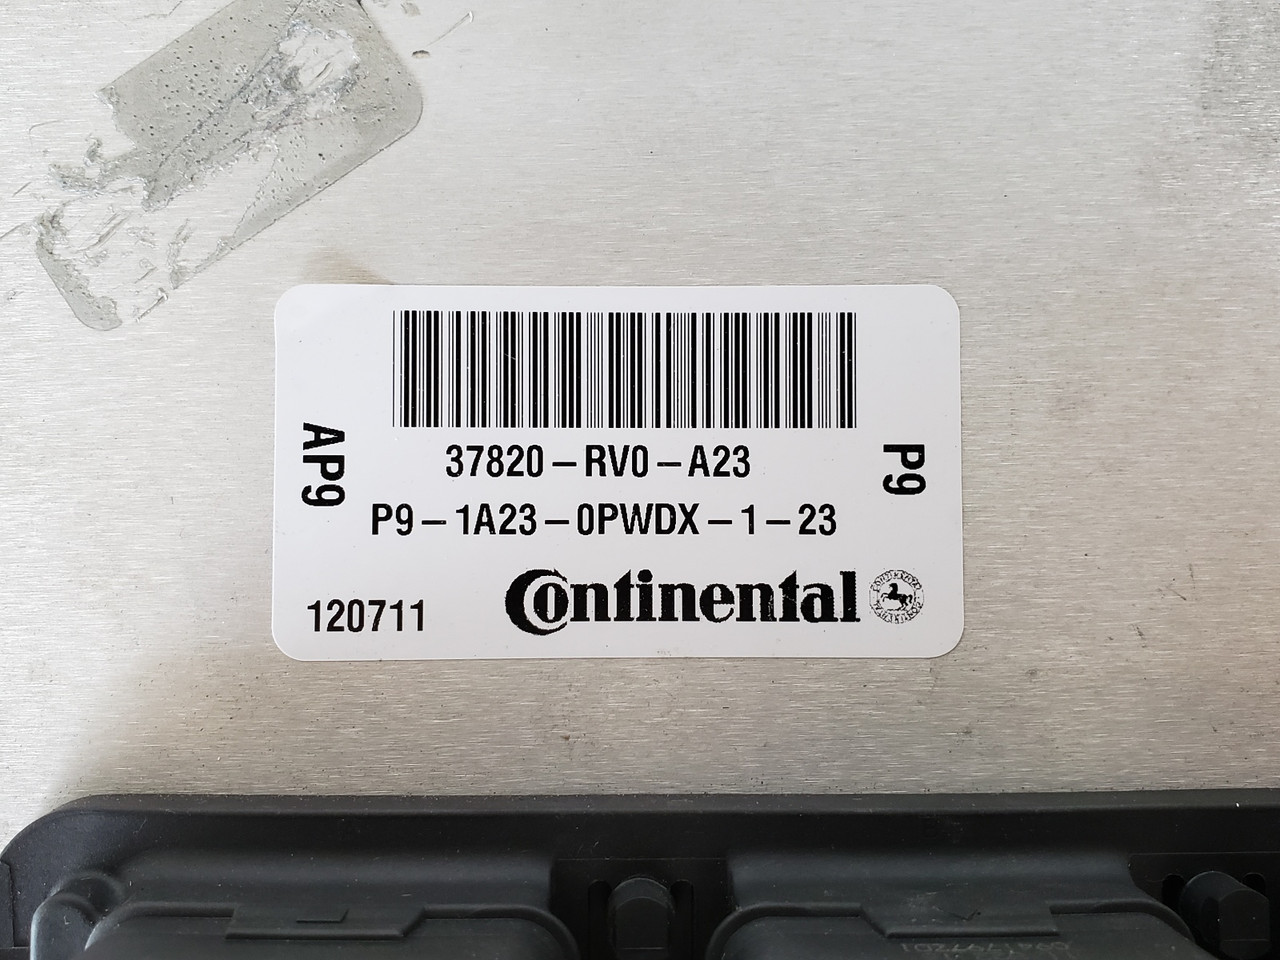 37820-RV0-A23
P9-1A23-0PWDX-1-23
AP9
P9
120711
Continental